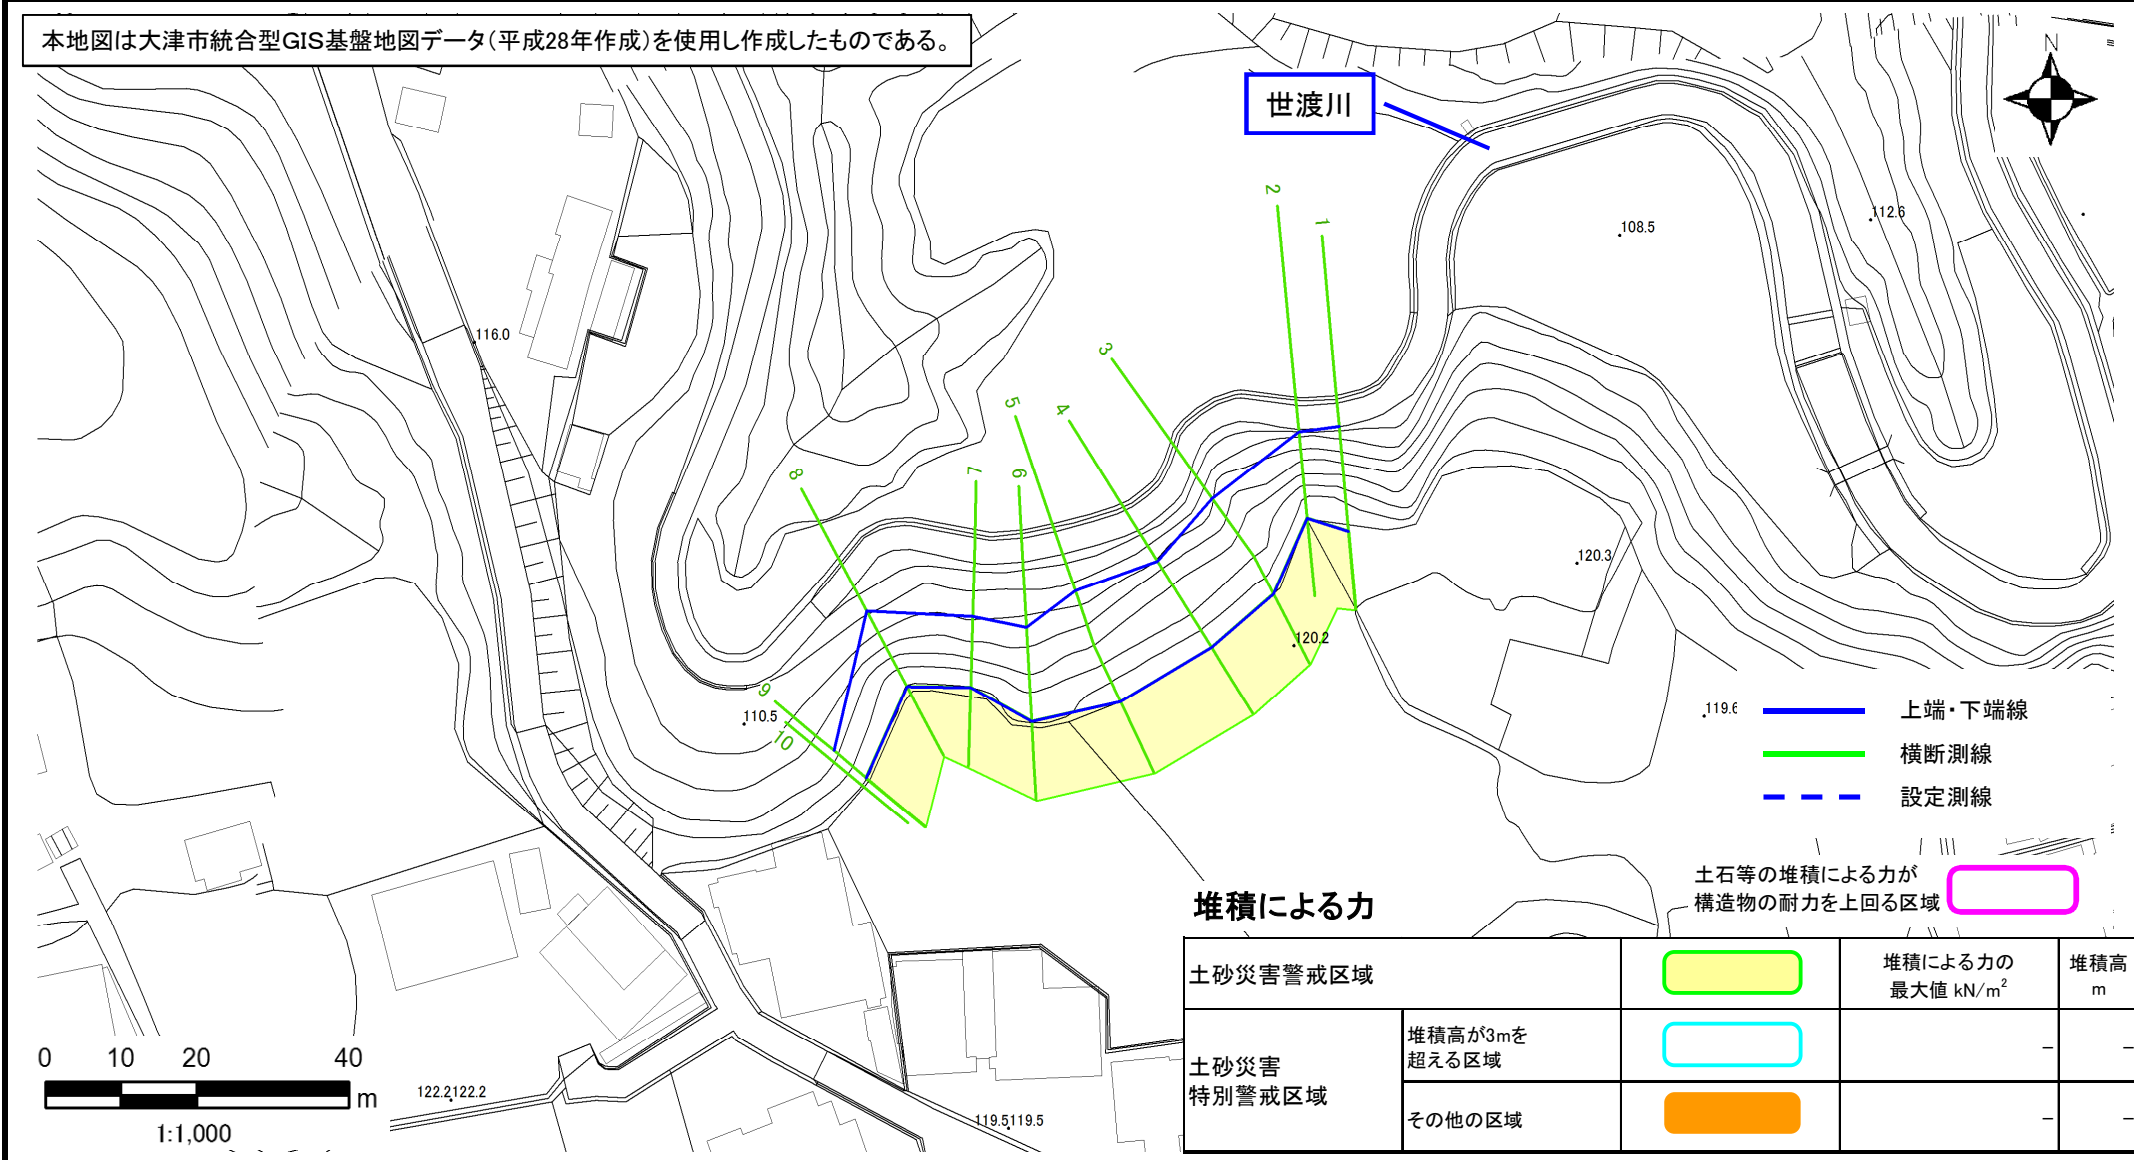 本地図は大津市統合型GIS基盤地図データ(平成28年作成)を使用し作成したものである。
N
世渡川
2
1
112.6
108.5
116.0
3
5
4
8
7
6
120.3
120.2
9
110.5
10
119.6
上端・下端線
横断測線
設定測線
土石等の堆積による力が
構造物の耐力を上回る区域
堆積による力
土砂災害警戒区域
堆積による力の
最大値 kN/m²
堆積高
m
土砂災害
特別警戒区域
堆積高が3mを
超える区域
－ －
その他の区域
－ －
0 10 20 40
m
1:1,000
122.2122.2
119.5119.5